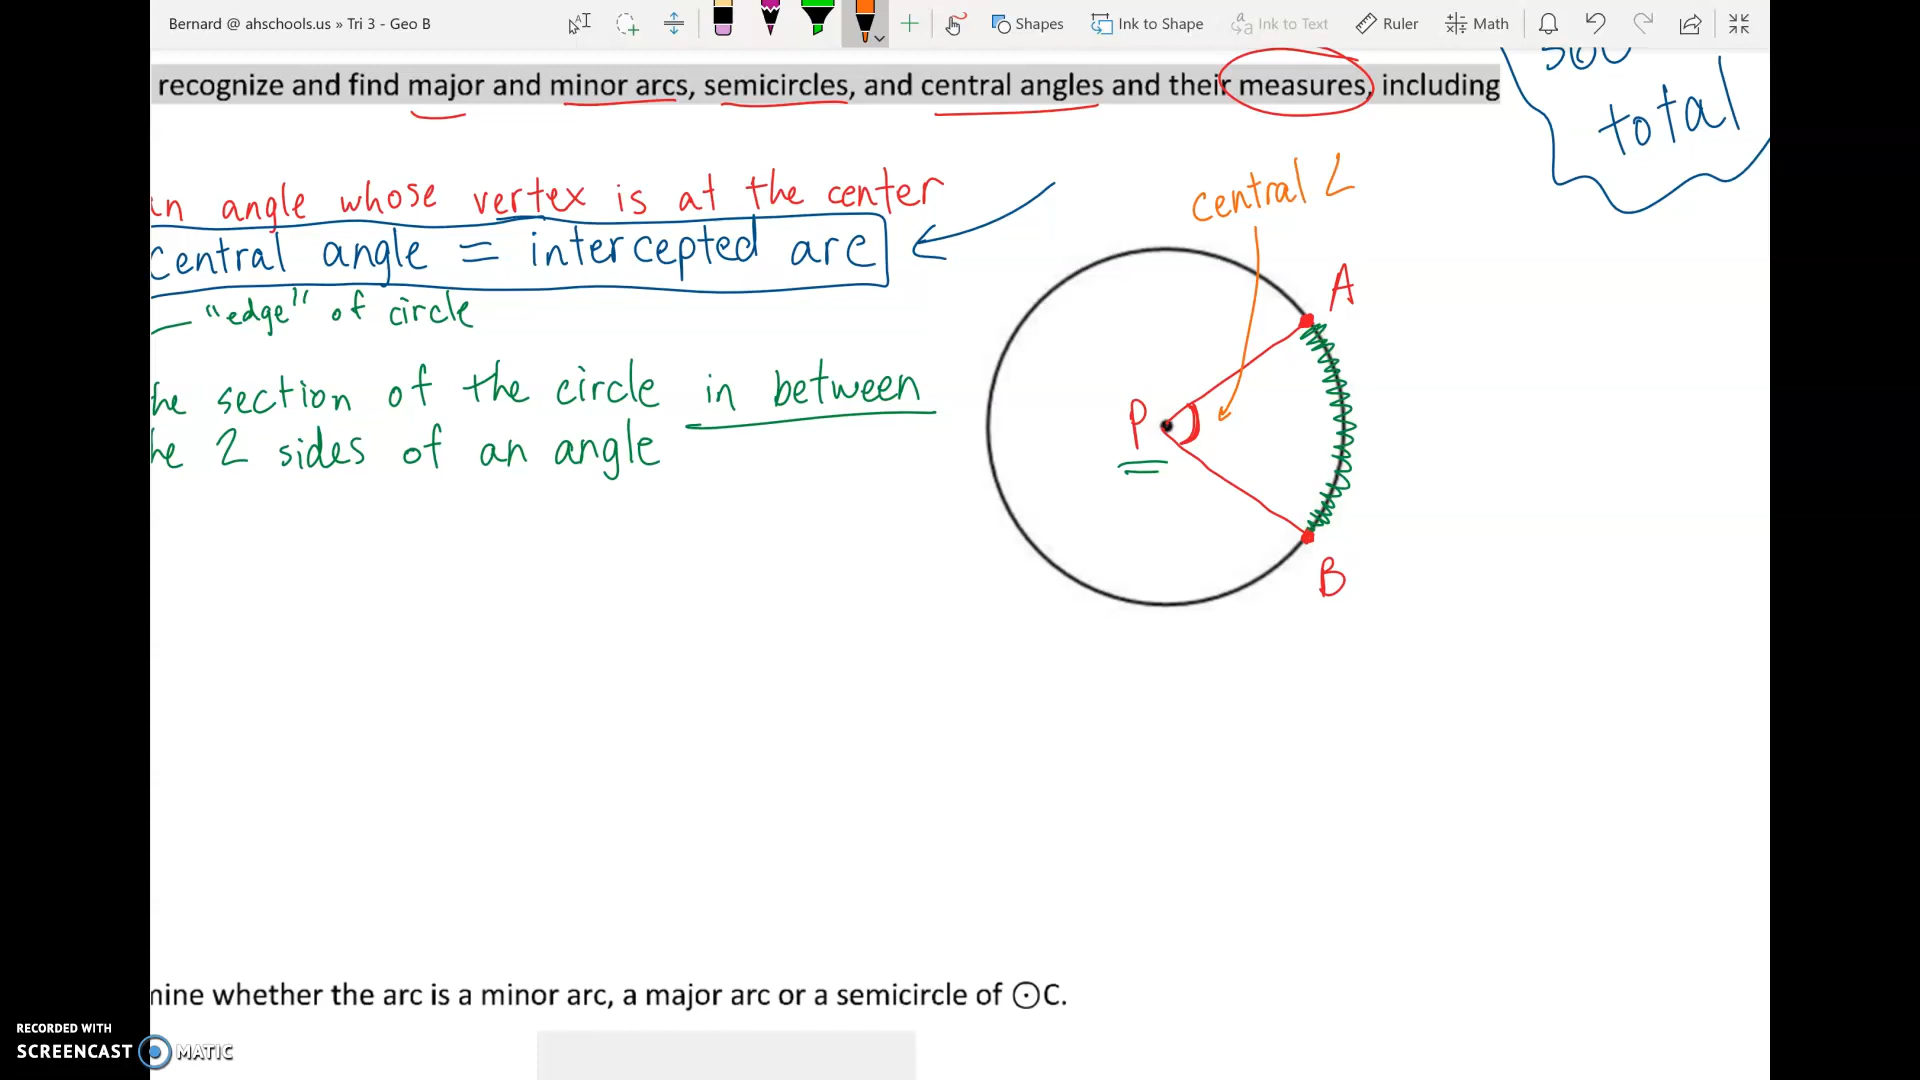 Bernard @ ahschools.us » Tri 3 - Geo B
Shapes
Ink to Shape
Ink to Text
Ruler
Math
recognize and find major and minor arcs, semicircles, and central angles and their measures, including
total
an angle whose vertex is at the center
central angle = intercepted arc
"edge" of circle
he section of the circle in between
he 2 sides of an angle
central ∠
A
P
B
mine whether the arc is a minor arc, a major arc or a semicircle of ⊙C.
RECORDED WITH
SCREENCAST MATIC